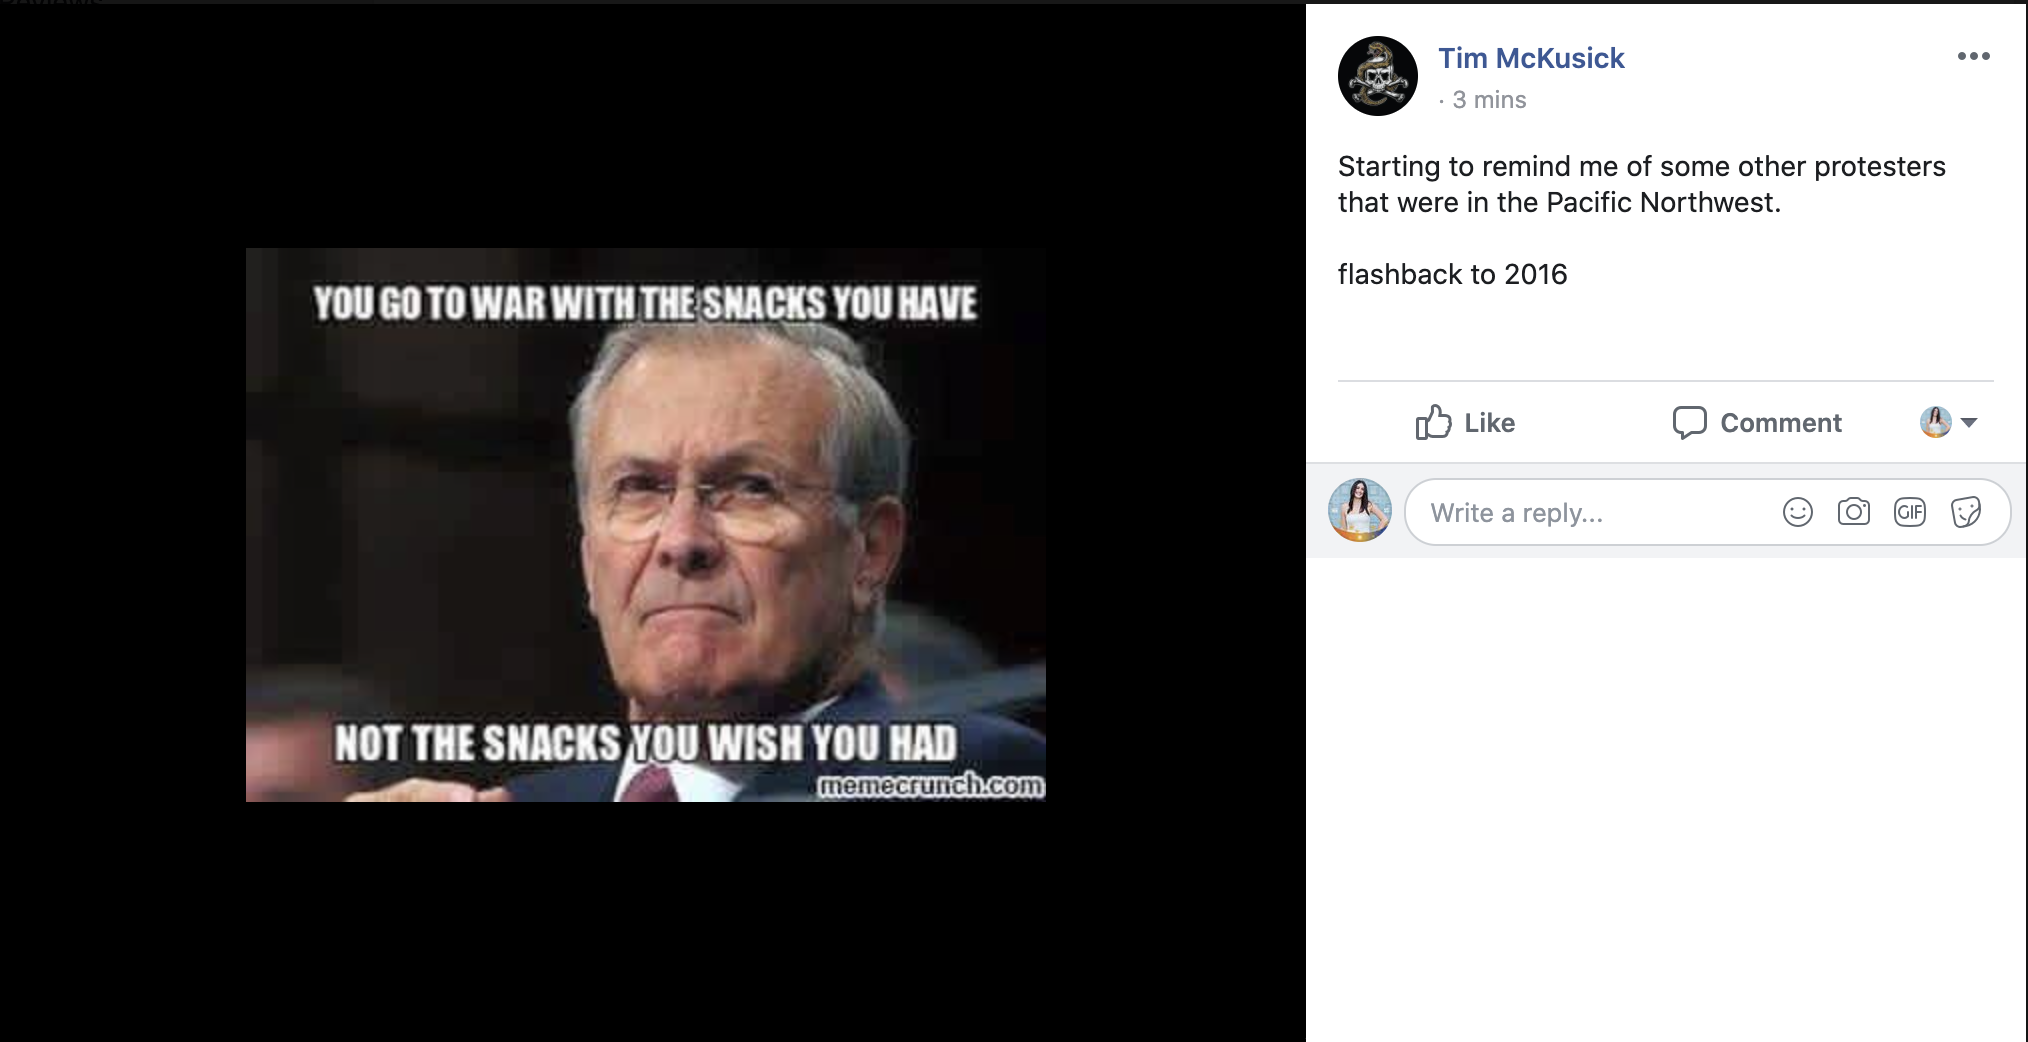 YOU GO TO WAR WITH THE SNACKS YOU HAVE
NOT THE SNACKS YOU WISH YOU HAD
memecrunch.com
Tim McKusick
· 3 mins
Starting to remind me of some other protesters
that were in the Pacific Northwest.
flashback to 2016
Like
Comment
Write a reply...
GIF